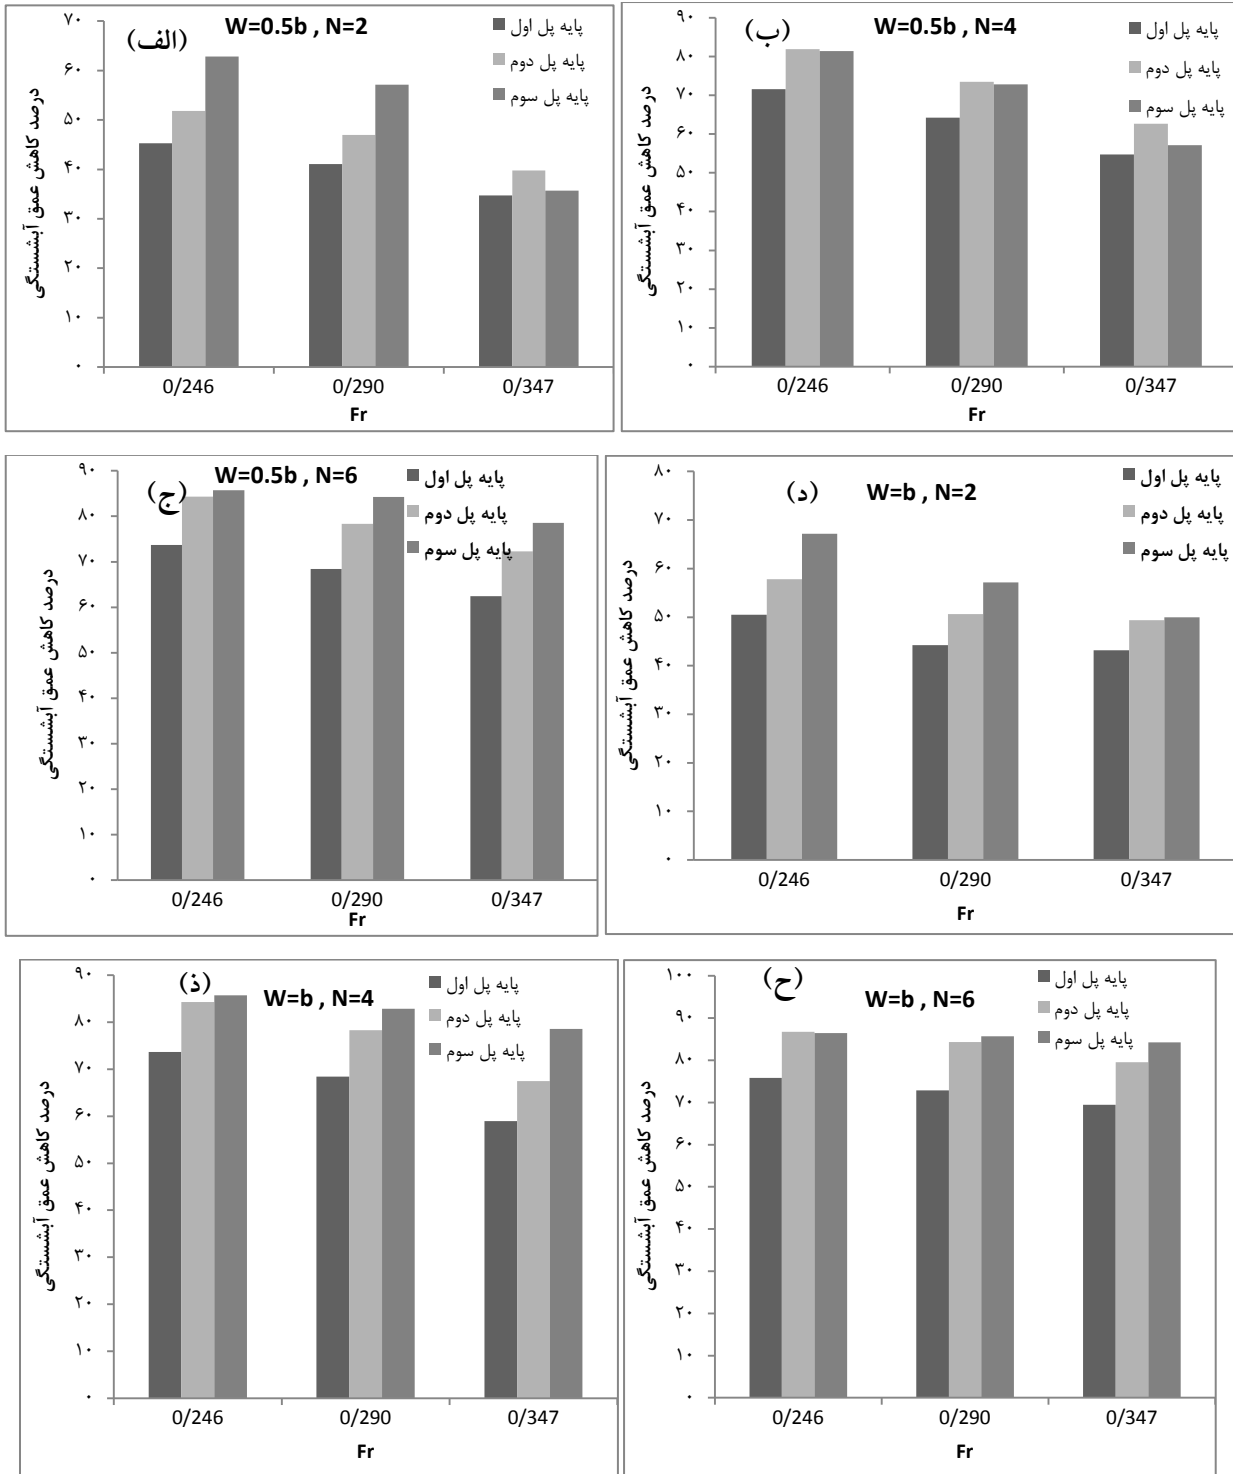 (الف)
W=0.5b , N=2
پایه پل اول
پایه پل دوم
پایه پل سوم
درصد کاهش عمق آبشستگی
۷۰
۶۰
۵۰
۴۰
۳۰
۲۰
۱۰
۰
0/246 0/290 0/347
Fr
(ب)
W=0.5b , N=4
پایه پل اول
پایه پل دوم
پایه پل سوم
درصد کاهش عمق آبشستگی
۹۰
۸۰
۷۰
۶۰
۵۰
۴۰
۳۰
۲۰
۱۰
۰
0/246 0/290 0/347
Fr
(ج)
W=0.5b , N=6
پایه پل اول
پایه پل دوم
پایه پل سوم
درصد کاهش عمق آبشستگی
۹۰
۸۰
۷۰
۶۰
۵۰
۴۰
۳۰
۲۰
۱۰
۰
0/246 0/290 0/347
Fr
(د)
W=b , N=2
پایه پل اول
پایه پل دوم
پایه پل سوم
درصد کاهش عمق آبشستگی
۸۰
۷۰
۶۰
۵۰
۴۰
۳۰
۲۰
۱۰
۰
0/246 0/290 0/347
Fr
(ذ)
W=b , N=4
پایه پل اول
پایه پل دوم
پایه پل سوم
درصد کاهش عمق آبشستگی
۹۰
۸۰
۷۰
۶۰
۵۰
۴۰
۳۰
۲۰
۱۰
۰
0/246 0/290 0/347
Fr
(ح)
W=b , N=6
پایه پل اول
پایه پل دوم
پایه پل سوم
درصد کاهش عمق آبشستگی
۱۰۰
۹۰
۸۰
۷۰
۶۰
۵۰
۴۰
۳۰
۲۰
۱۰
۰
0/246 0/290 0/347
Fr